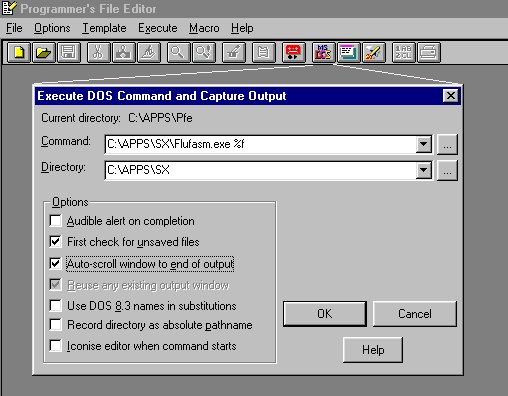 Programmer's File Editor
File Options Template Execute Macro Help
MS DOS
Execute DOS Command and Capture Output
Current directory: C:\APPS\Pfe
Command: C:\APPS\SX\Flufasm.exe %f ...
Directory: C:\APPS\SX ...
Options
Audible alert on completion
First check for unsaved files
Auto-scroll window to end of output
Reuse any existing output window
Use DOS 8.3 names in substitutions
Record directory as absolute pathname
Iconise editor when command starts
OK Cancel
Help